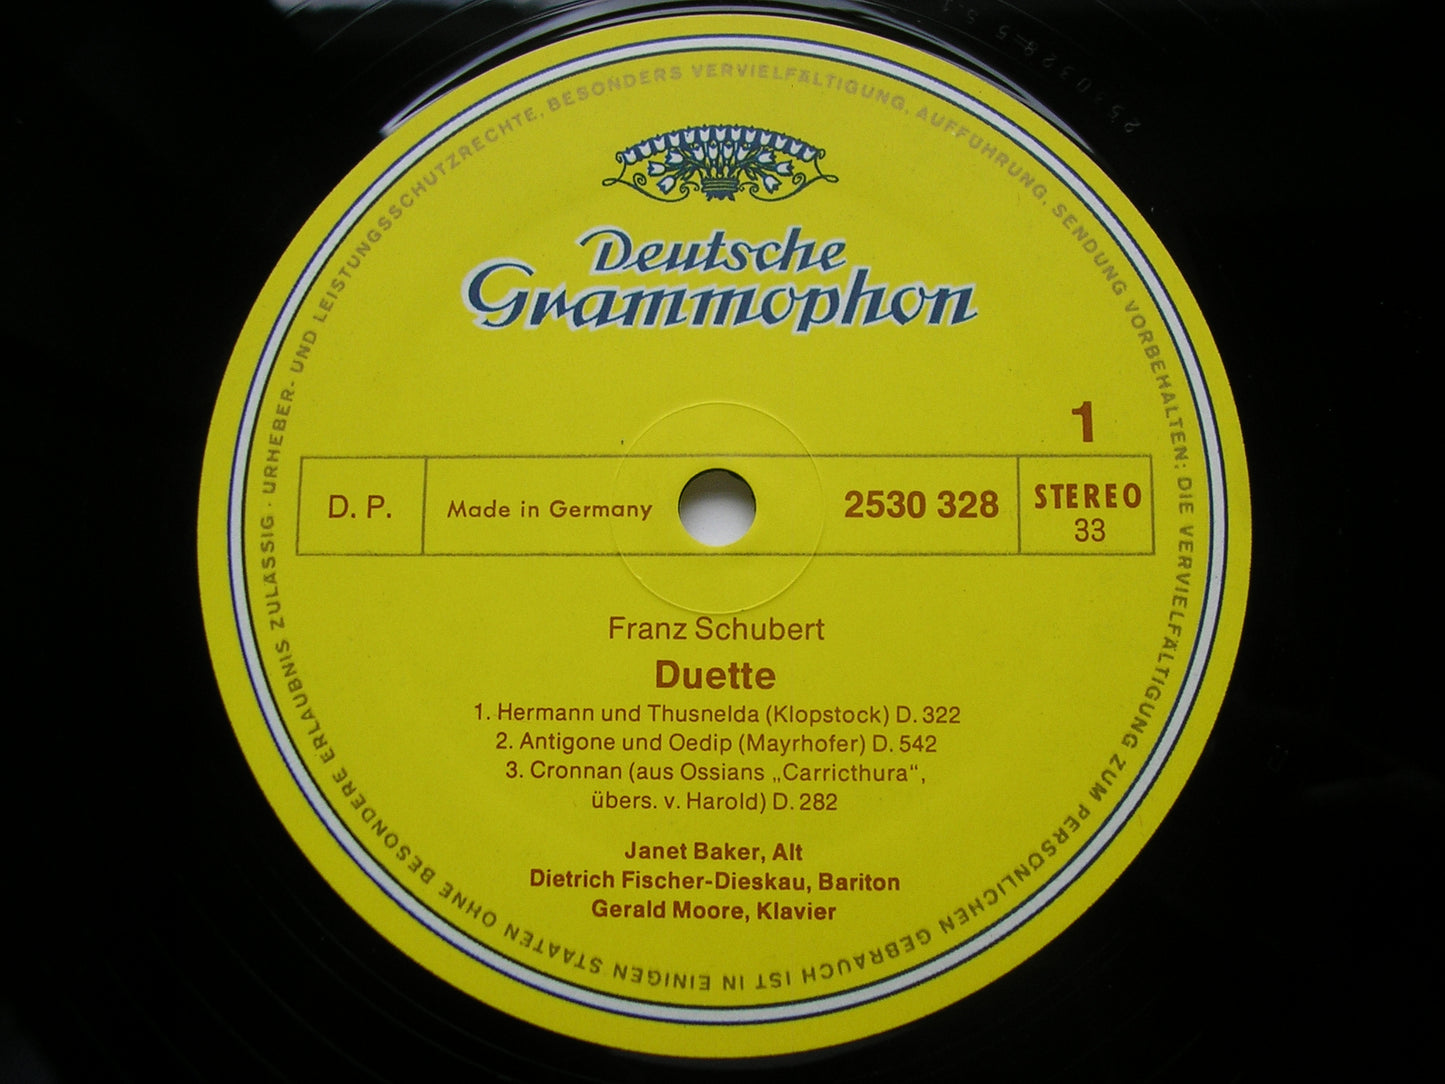 URHEBER- UND LEISTUNGSSCHUTZRECHTE, BESONDERS VERVIELFÄLTIGUNG, AUFFÜHRUNG, SENDUNG VORBEHALTEN: DIE VERVIELFÄLTIGUNG ZUM PERSÖNLICHEN GEBRAUCH IST IN EINIGEN STAATEN OHNE BESONDERE ERLAUBNIS ZULÄSSIG ·
Deutsche
Grammophon
1
D. P.
Made in Germany
2530 328
STEREO
33
Franz Schubert
Duette
1. Hermann und Thusnelda (Klopstock) D. 322
2. Antigone und Oedip (Mayrhofer) D. 542
3. Cronnan (aus Ossians „Carricthura“,
übers. v. Harold) D. 282
Janet Baker, Alt
Dietrich Fischer-Dieskau, Bariton
Gerald Moore, Klavier